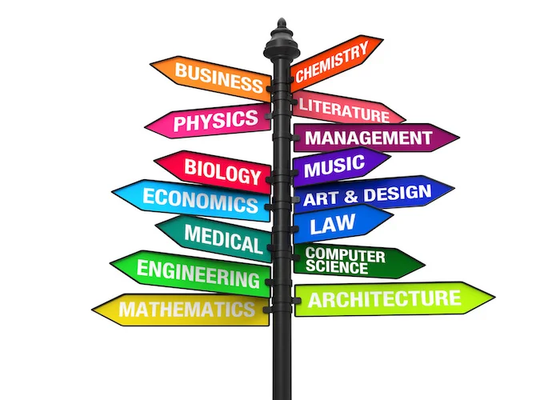 BUSINESS
CHEMISTRY
LITERATURE
PHYSICS
MANAGEMENT
MUSIC
BIOLOGY
ECONOMICS
ART & DESIGN
LAW
MEDICAL
COMPUTER
SCIENCE
ENGINEERING
ARCHITECTURE
MATHEMATICS